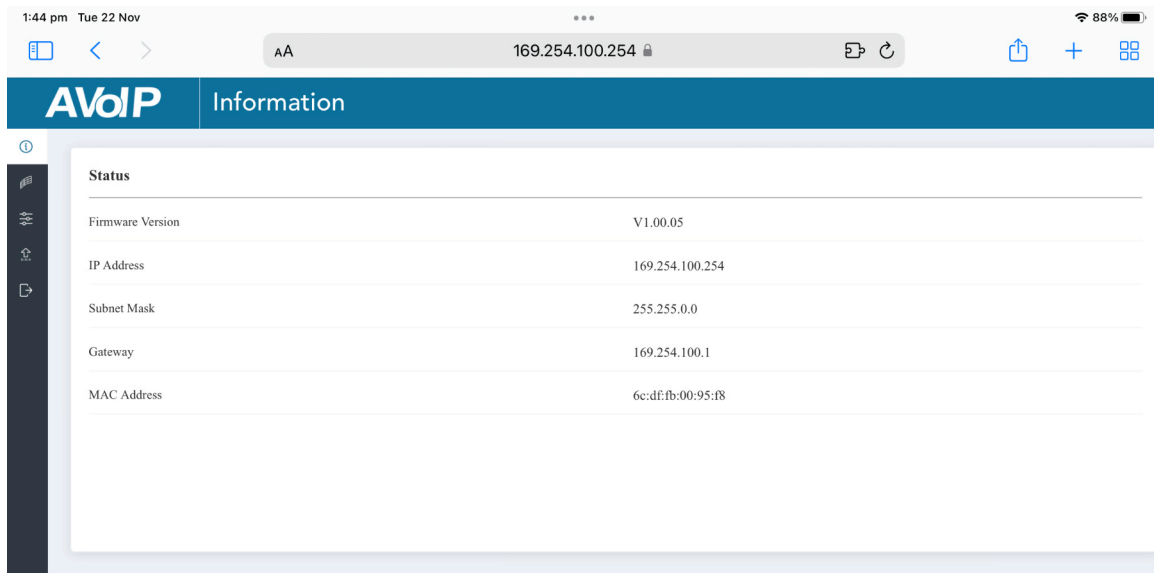 1:44 pm Tue 22 Nov
88%
AA
169.254.100.254
AVoIP
Information
Status
Firmware Version V1.00.05
IP Address 169.254.100.254
Subnet Mask 255.255.0.0
Gateway 169.254.100.1
MAC Address 6c:df:fb:00:95:f8